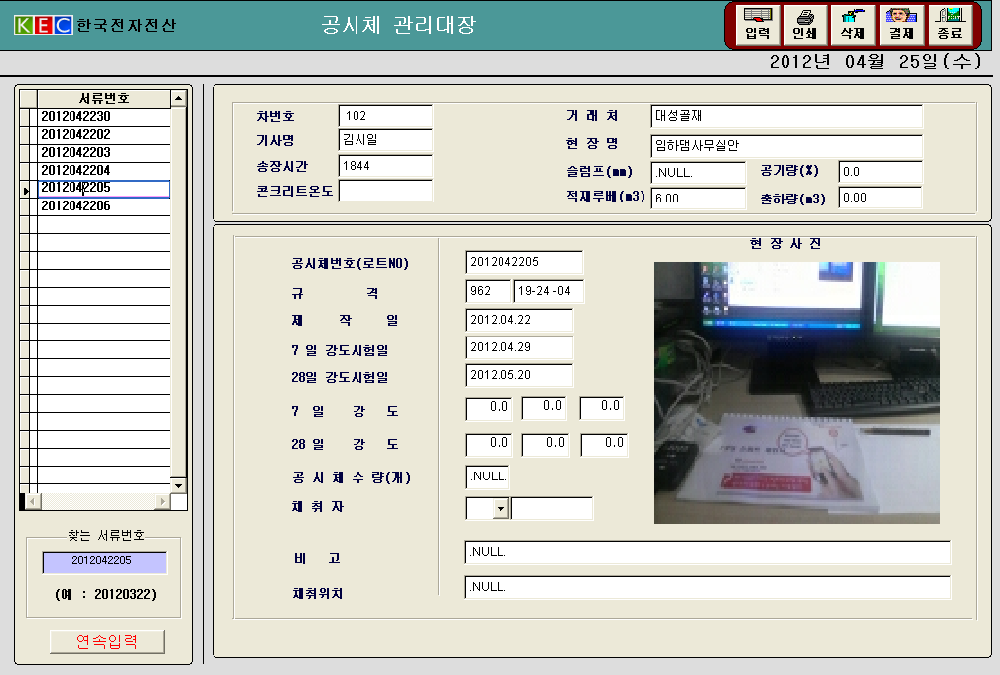 KEC 한국전자전산
공시체 관리대장
입력 인쇄 삭제 결제 종료
2012년 04월 25일(수)
서류번호
2012042230
2012042202
2012042203
2012042204
2012042205
2012042206
찾는 서류번호
2012042205
(예 : 20120322)
연속입력
차번호 102
기사명 김시일
송장시간 1844
콘크리트온도
거 래 처 대성골재
현 장 명 임하댐사무실안
슬럼프(mm) .NULL. 공기량(%) 0.0
적재루베(m3) 6.00 출하량(m3) 0.00
현 장 사 진
공시체번호(로트NO) 2012042205
규 격 962 19-24-04
제 작 일 2012.04.22
7 일 강도시험일 2012.04.29
28일 강도시험일 2012.05.20
7 일 강 도 0.0 0.0 0.0
28 일 강 도 0.0 0.0 0.0
공 시 체 수 량(개) .NULL.
채 취 자
비 고 .NULL.
채취위치 .NULL.